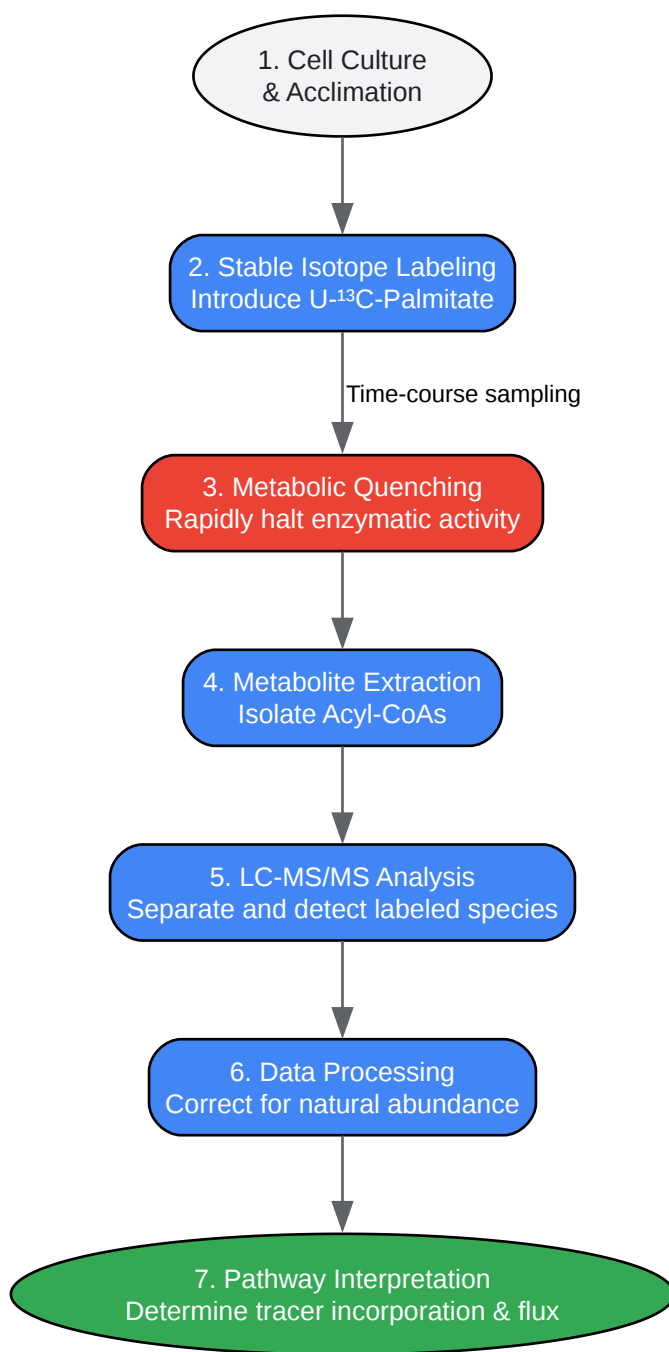 1. Cell Culture
& Acclimation
2. Stable Isotope Labeling
Introduce U-¹³C-Palmitate
Time-course sampling
3. Metabolic Quenching
Rapidly halt enzymatic activity
4. Metabolite Extraction
Isolate Acyl-CoAs
5. LC-MS/MS Analysis
Separate and detect labeled species
6. Data Processing
Correct for natural abundance
7. Pathway Interpretation
Determine tracer incorporation & flux